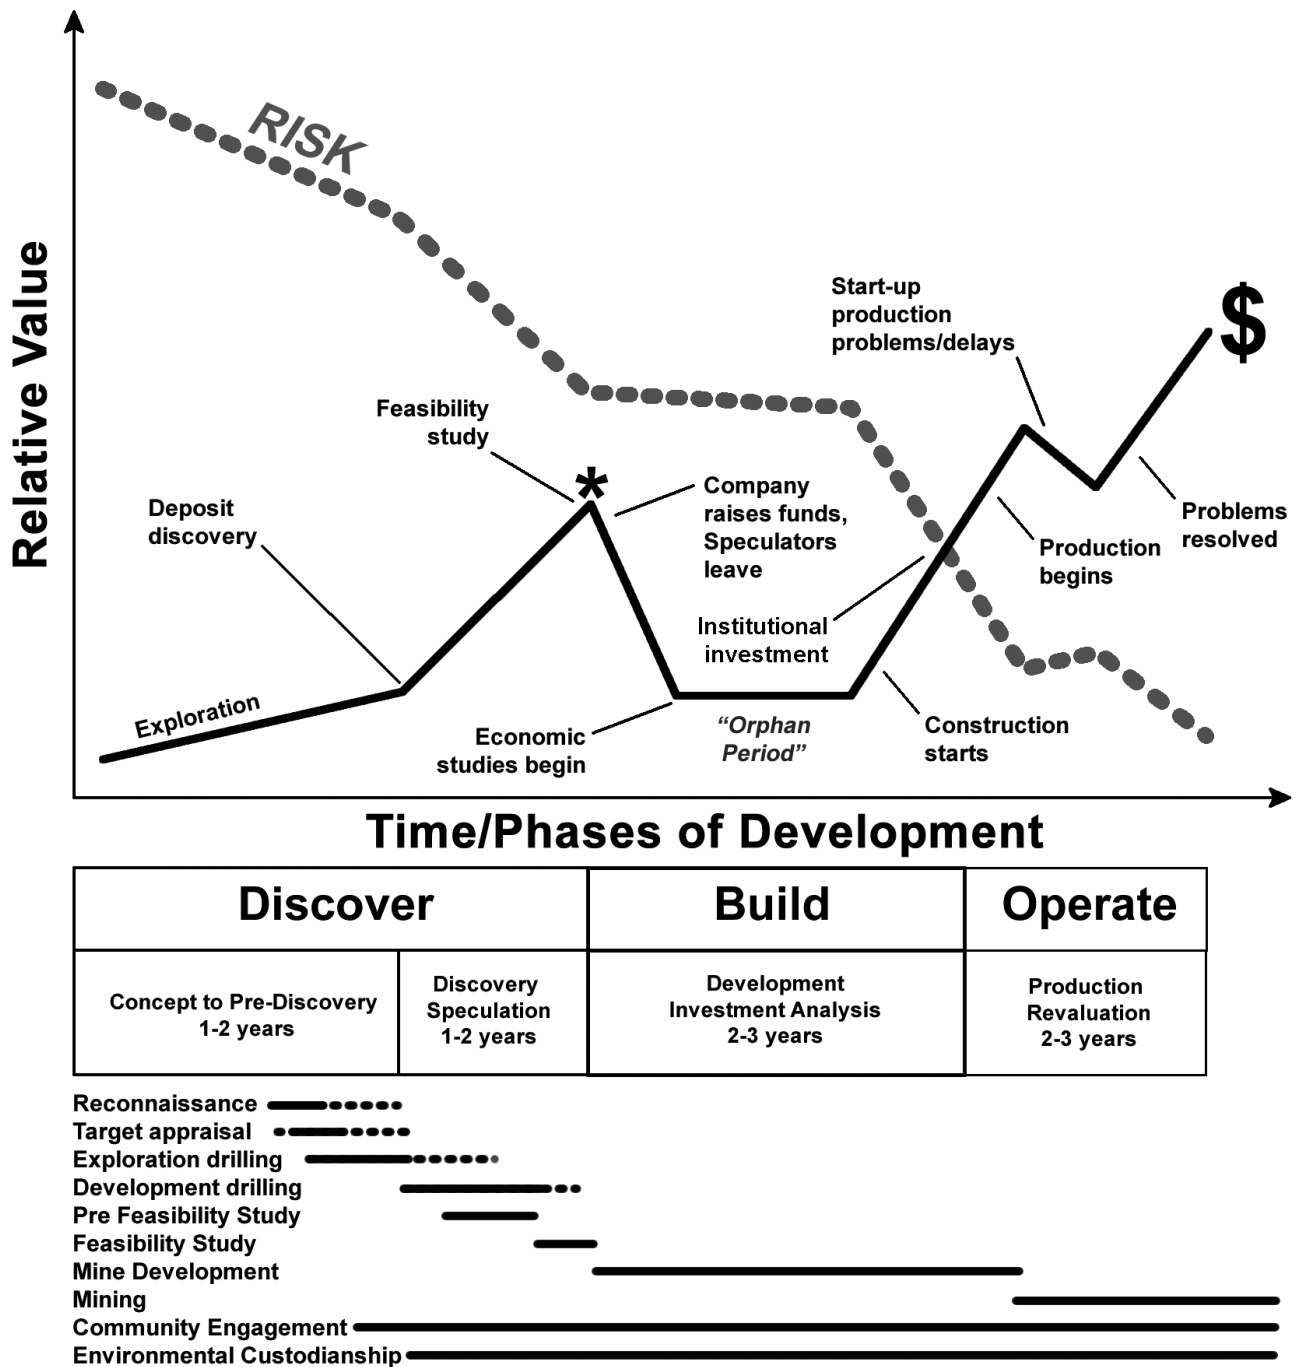 RISK
Relative Value
Start-up
production
problems/delays
$
Feasibility
study
*
Deposit
discovery
Company
raises funds,
Speculators
leave
Problems
resolved
Production
begins
Institutional
investment
Exploration
Economic
studies begin
“Orphan
Period”
Construction
starts
Time/Phases of Development
Discover
Build
Operate
Concept to Pre-Discovery
1-2 years
Discovery
Speculation
1-2 years
Development
Investment Analysis
2-3 years
Production
Revaluation
2-3 years
Reconnaissance
Target appraisal
Exploration drilling
Development drilling
Pre Feasibility Study
Feasibility Study
Mine Development
Mining
Community Engagement
Environmental Custodianship